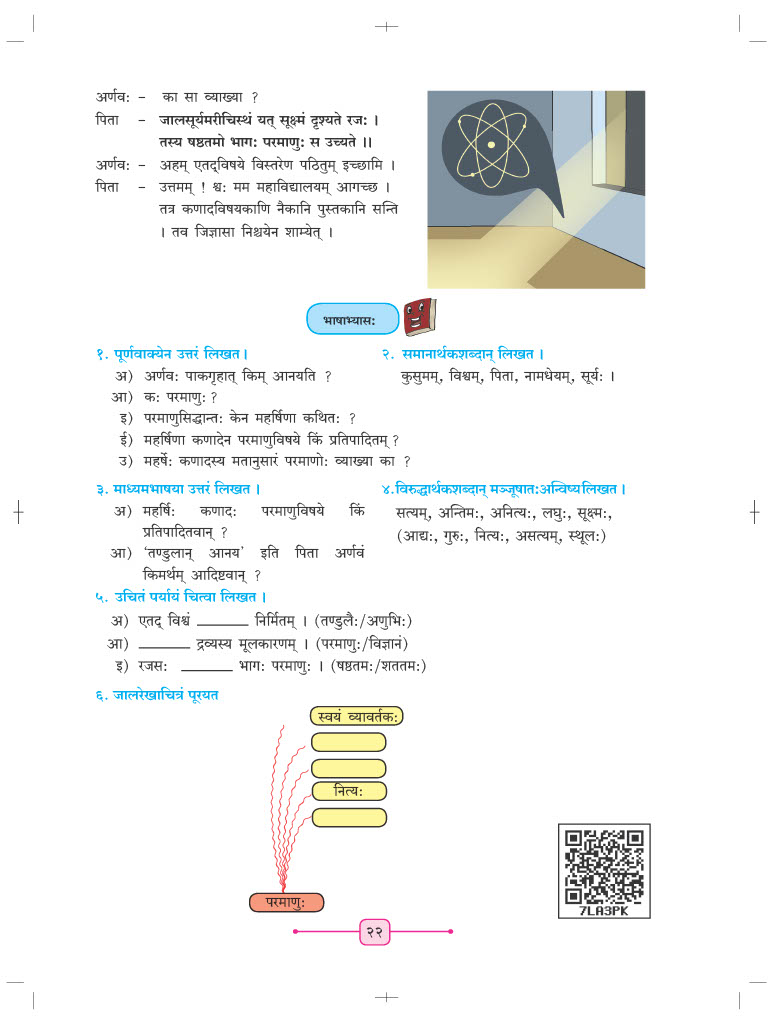 अर्णवः - का सा व्याख्या ?
पिता - जालसूर्यमरीचिस्थं यत् सूक्ष्मं दृश्यते रजः ।
तस्य षष्ठतमो भागः परमाणुः स उच्यते ।।
अर्णवः - अहम् एतद्विषये विस्तरेण पठितुम् इच्छामि ।
पिता - उत्तमम् ! श्वः मम महाविद्यालयम् आगच्छ ।
तत्र कणादविषयकाणि नैकानि पुस्तकानि सन्ति
। तव जिज्ञासा निश्चयेन शाम्येत् ।
भाषाभ्यासः
१. पूर्णवाक्येन उत्तरं लिखत ।
अ) अर्णवः पाकगृहात् किम् आनयति ?
आ) कः परमाणुः ?
इ) परमाणुसिद्धान्तः केन महर्षिणा कथितः ?
ई) महर्षिणा कणादेन परमाणुविषये किं प्रतिपादितम् ?
उ) महर्षेः कणादस्य मतानुसारं परमाणोः व्याख्या का ?
२. समानार्थकशब्दान् लिखत ।
कुसुमम्, विश्वम्, पिता, नामधेयम्, सूर्यः ।
३. माध्यमभाषया उत्तरं लिखत ।
अ) महर्षिः कणादः परमाणुविषये किं
प्रतिपादितवान् ?
आ) ‘तण्डुलान् आनय’ इति पिता अर्णवं
किमर्थम् आदिष्टवान् ?
४.विरुद्धार्थकशब्दान् मञ्जूषातःअन्विष्यलिखत ।
सत्यम्, अन्तिमः, अनित्यः, लघुः, सूक्ष्मः,
(आद्यः, गुरुः, नित्यः, असत्यम्, स्थूलः)
५. उचितं पर्यायं चित्वा लिखत ।
अ) एतद् विश्वं ______ निर्मितम् । (तण्डुलैः/अणुभिः)
आ) ______ द्रव्यस्य मूलकारणम् । (परमाणुः/विज्ञानं)
इ) रजसः ______ भागः परमाणुः । (षष्ठतमः/शततमः)
६. जालरेखाचित्रं पूरयत
स्वयं व्यावर्तकः
नित्यः
परमाणुः
7LA3PK
२२